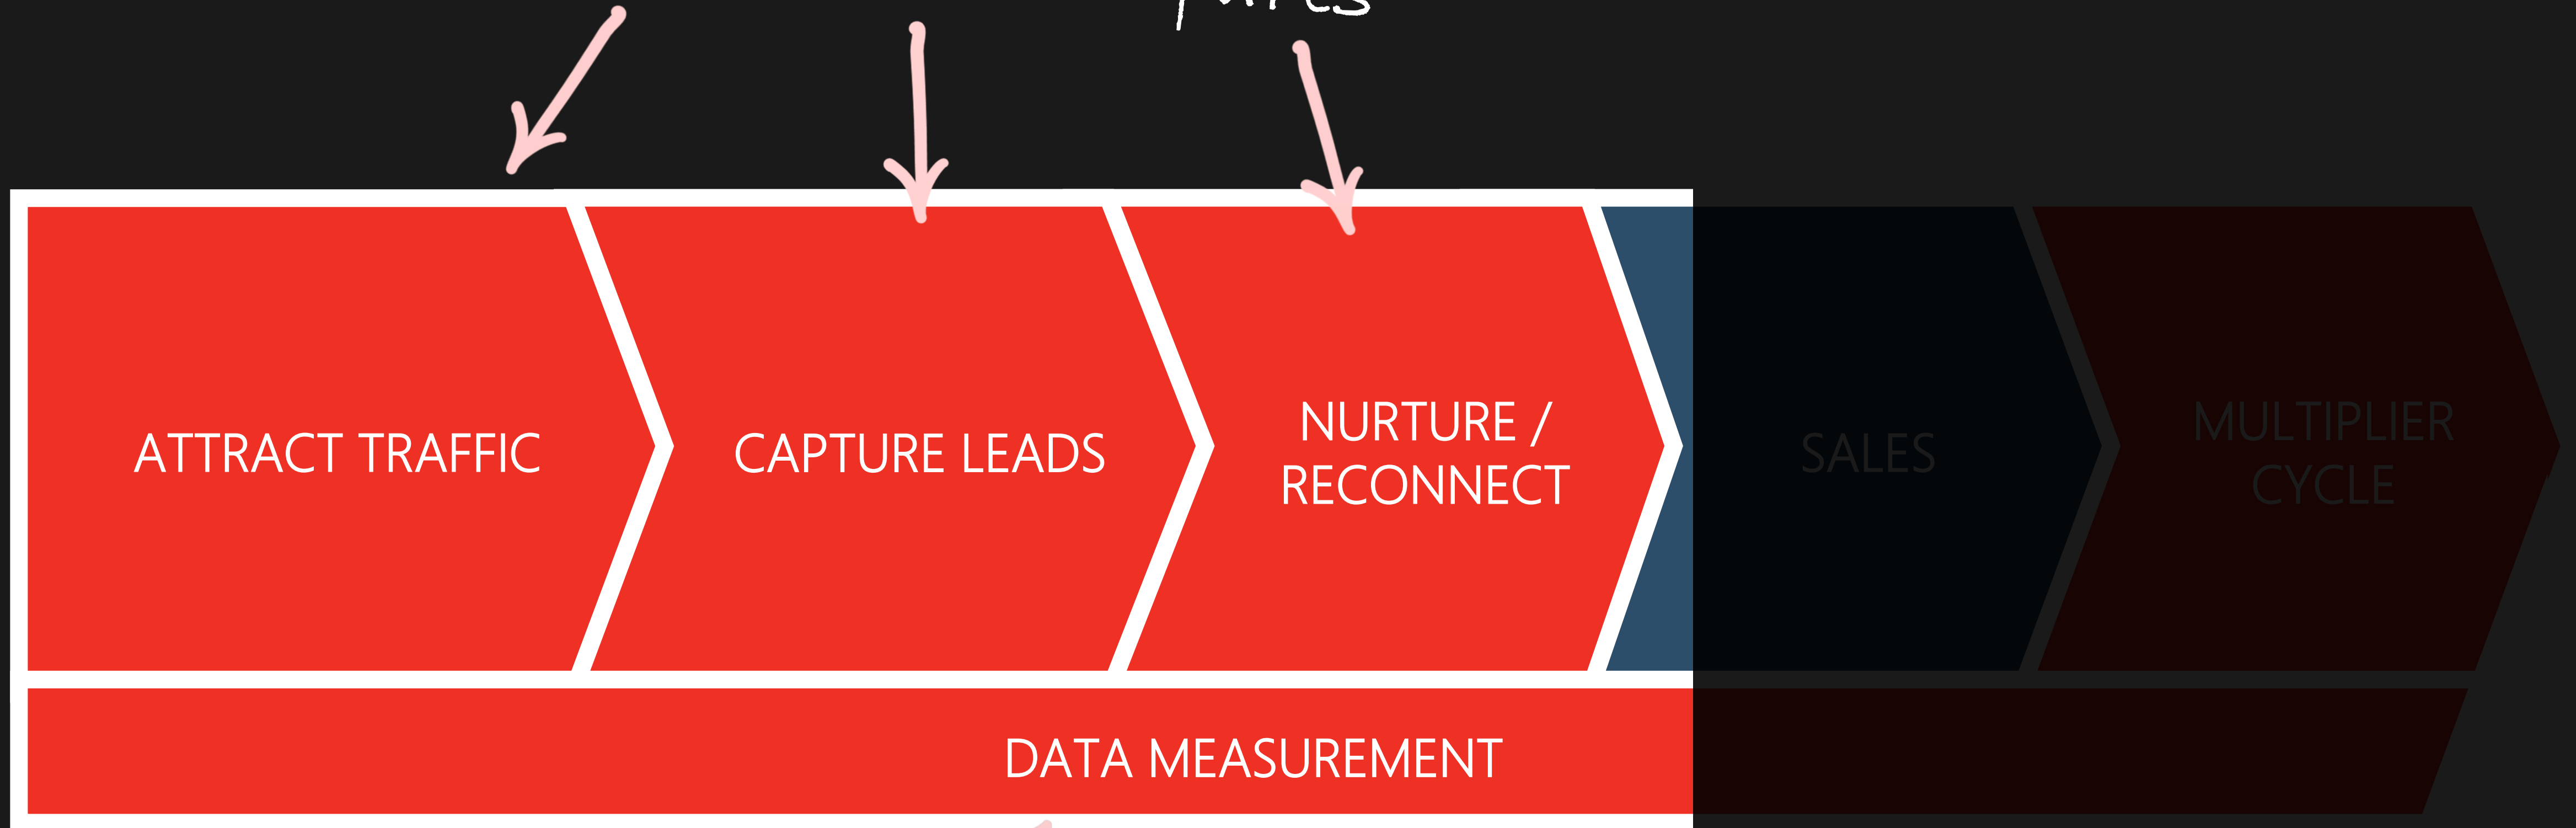 ATTRACT TRAFFIC
CAPTURE LEADS
NURTURE /
RECONNECT
SALES
MULTIPLIER
CYCLE
DATA MEASUREMENT